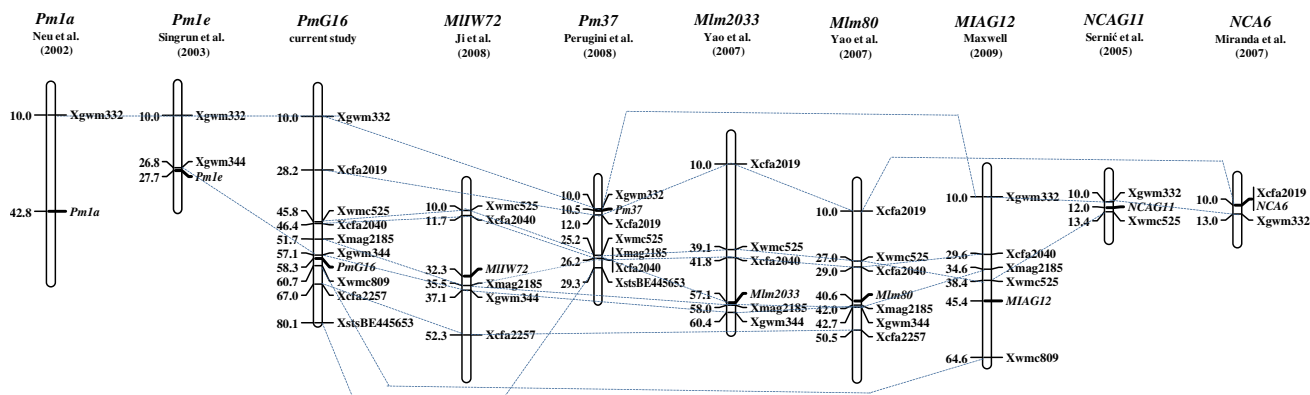 Pm1a
Neu et al.
(2002)
10.0 Xgwm332
42.8 Pm1a
Pm1e
Singrun et al.
(2003)
10.0 Xgwm332
26.8 Xgwm344
27.7 Pm1e
PmG16
current study
10.0 Xgwm332
28.2 Xcfa2019
45.8 Xwmc525
46.4 Xcfa2040
51.7 Xmag2185
57.1 Xgwm344
58.3 PmG16
60.7 Xwmc809
67.0 Xcfa2257
80.1 XstsBE445653
MlIW72
Ji et al.
(2008)
10.0 Xwmc525
11.7 Xcfa2040
32.3 MlIW72
35.5 Xmag2185
37.1 Xgwm344
52.3 Xcfa2257
Pm37
Perugini et al.
(2008)
10.0 Xgwm332
10.5 Pm37
12.0 Xcfa2019
25.2 Xwmc525
Xmag2185
26.2 Xcfa2040
29.3 XstsBE445653
Mlm2033
Yao et al.
(2007)
10.0 Xcfa2019
39.1 Xwmc525
41.8 Xcfa2040
57.1 Mlm2033
58.0 Xmag2185
60.4 Xgwm344
Mlm80
Yao et al.
(2007)
10.0 Xcfa2019
27.0 Xwmc525
29.0 Xcfa2040
40.6 Mlm80
42.0 Xmag2185
42.7 Xgwm344
50.5 Xcfa2257
MIAG12
Maxwell
(2009)
10.0 Xgwm332
29.6 Xcfa2040
34.6 Xmag2185
38.4 Xwmc525
45.4 MIAG12
64.6 Xwmc809
NCAG11
Sernić et al.
(2005)
10.0 Xgwm332
12.0 NCAG11
13.4 Xwmc525
NCA6
Miranda et al.
(2007)
Xcfa2019
10.0 NCA6
13.0 Xgwm332